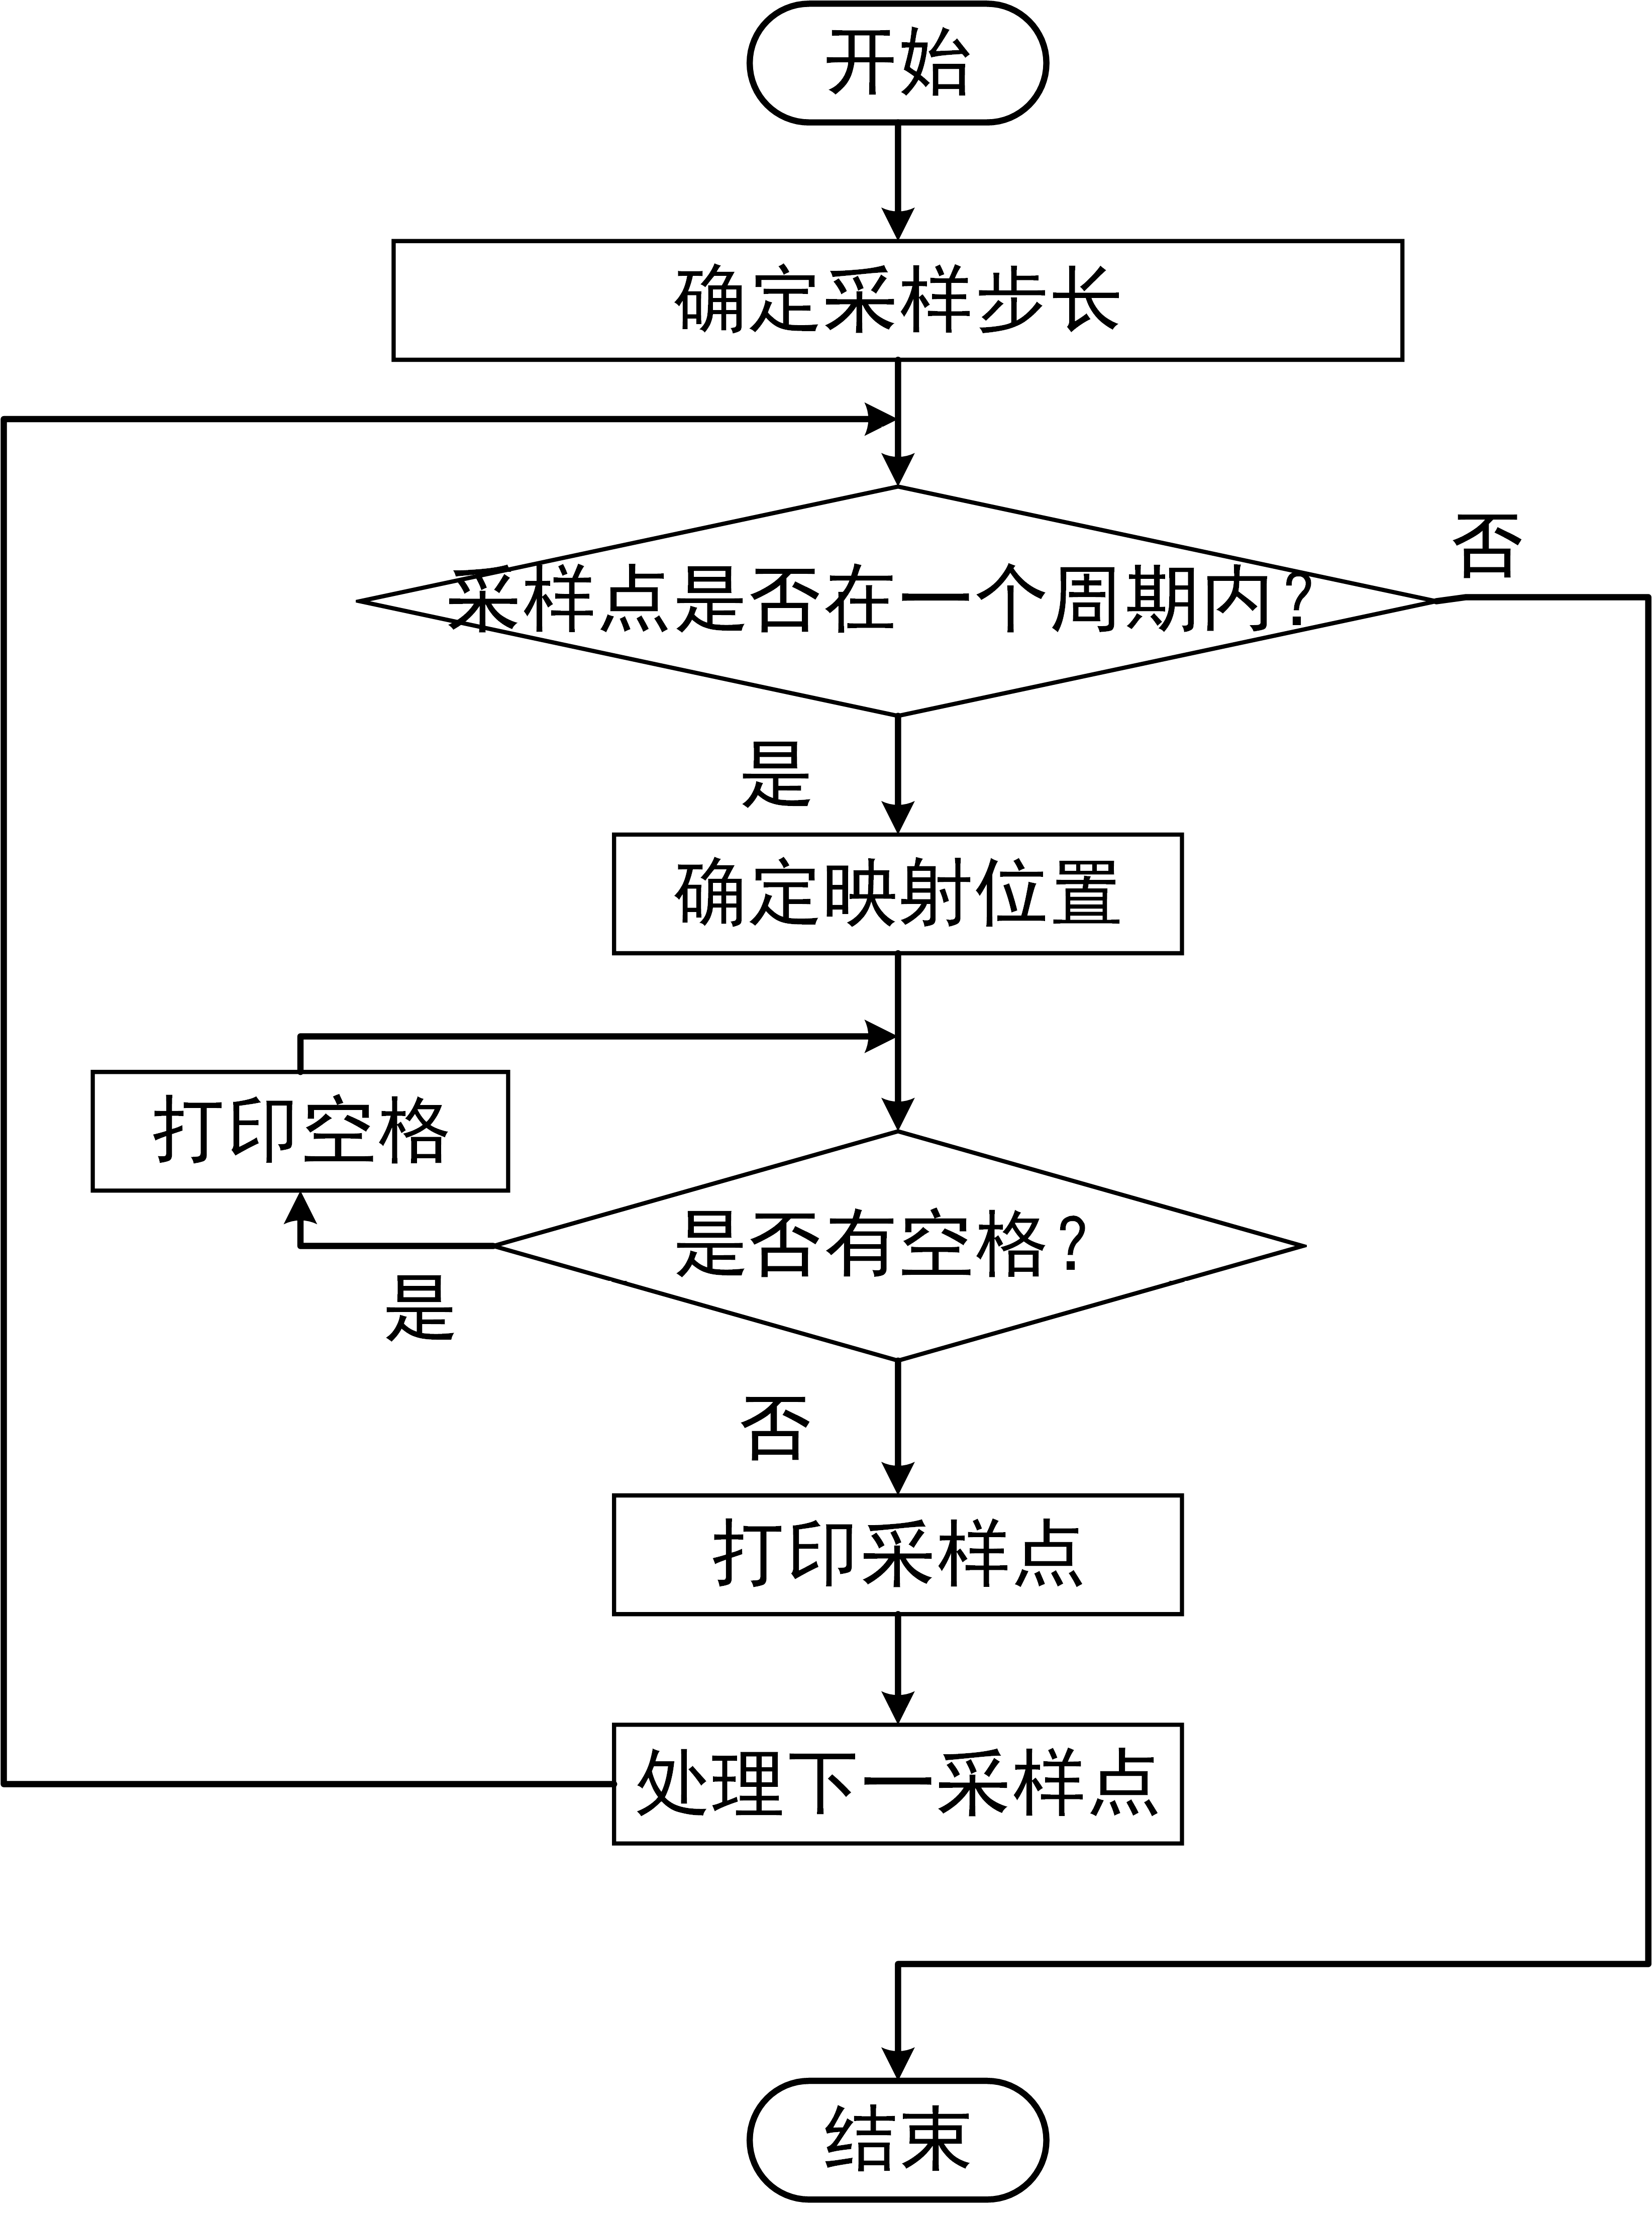 开始
确定采样步长
否
采样点是否在一个周期内?
是
确定映射位置
打印空格
是否有空格?
是
否
打印采样点
处理下一采样点
结束